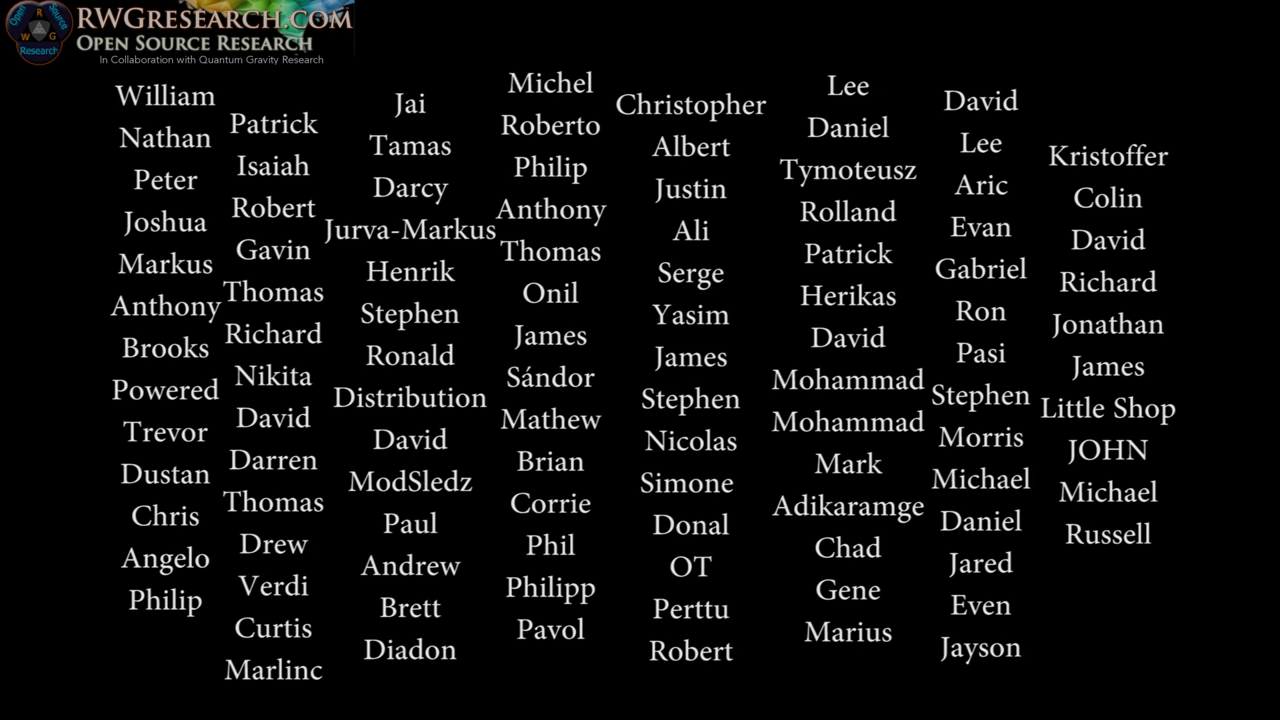 Open Source
R
W G
Research
RWGresearch.com
Open Source Research
In Collaboration with Quantum Gravity Research
William
Nathan
Peter
Joshua
Markus
Anthony
Brooks
Powered
Trevor
Dustan
Chris
Angelo
Philip
Patrick
Isaiah
Robert
Gavin
Thomas
Richard
Nikita
David
Darren
Thomas
Drew
Verdi
Curtis
Marlinc
Jai
Tamas
Darcy
Jurva-Markus
Henrik
Stephen
Ronald
Distribution
David
ModSledz
Paul
Andrew
Brett
Diadon
Michel
Roberto
Philip
Anthony
Thomas
Onil
James
Sándor
Mathew
Brian
Corrie
Phil
Philipp
Pavol
Christopher
Albert
Justin
Ali
Serge
Yasim
James
Stephen
Nicolas
Simone
Donal
OT
Perttu
Robert
Lee
Daniel
Tymoteusz
Rolland
Patrick
Herikas
David
Mohammad
Mohammad
Mark
Adikaramge
Chad
Gene
Marius
David
Lee
Aric
Evan
Gabriel
Ron
Pasi
Stephen
Morris
Michael
Daniel
Jared
Even
Jayson
Kristoffer
Colin
David
Richard
Jonathan
James
Little Shop
JOHN
Michael
Russell